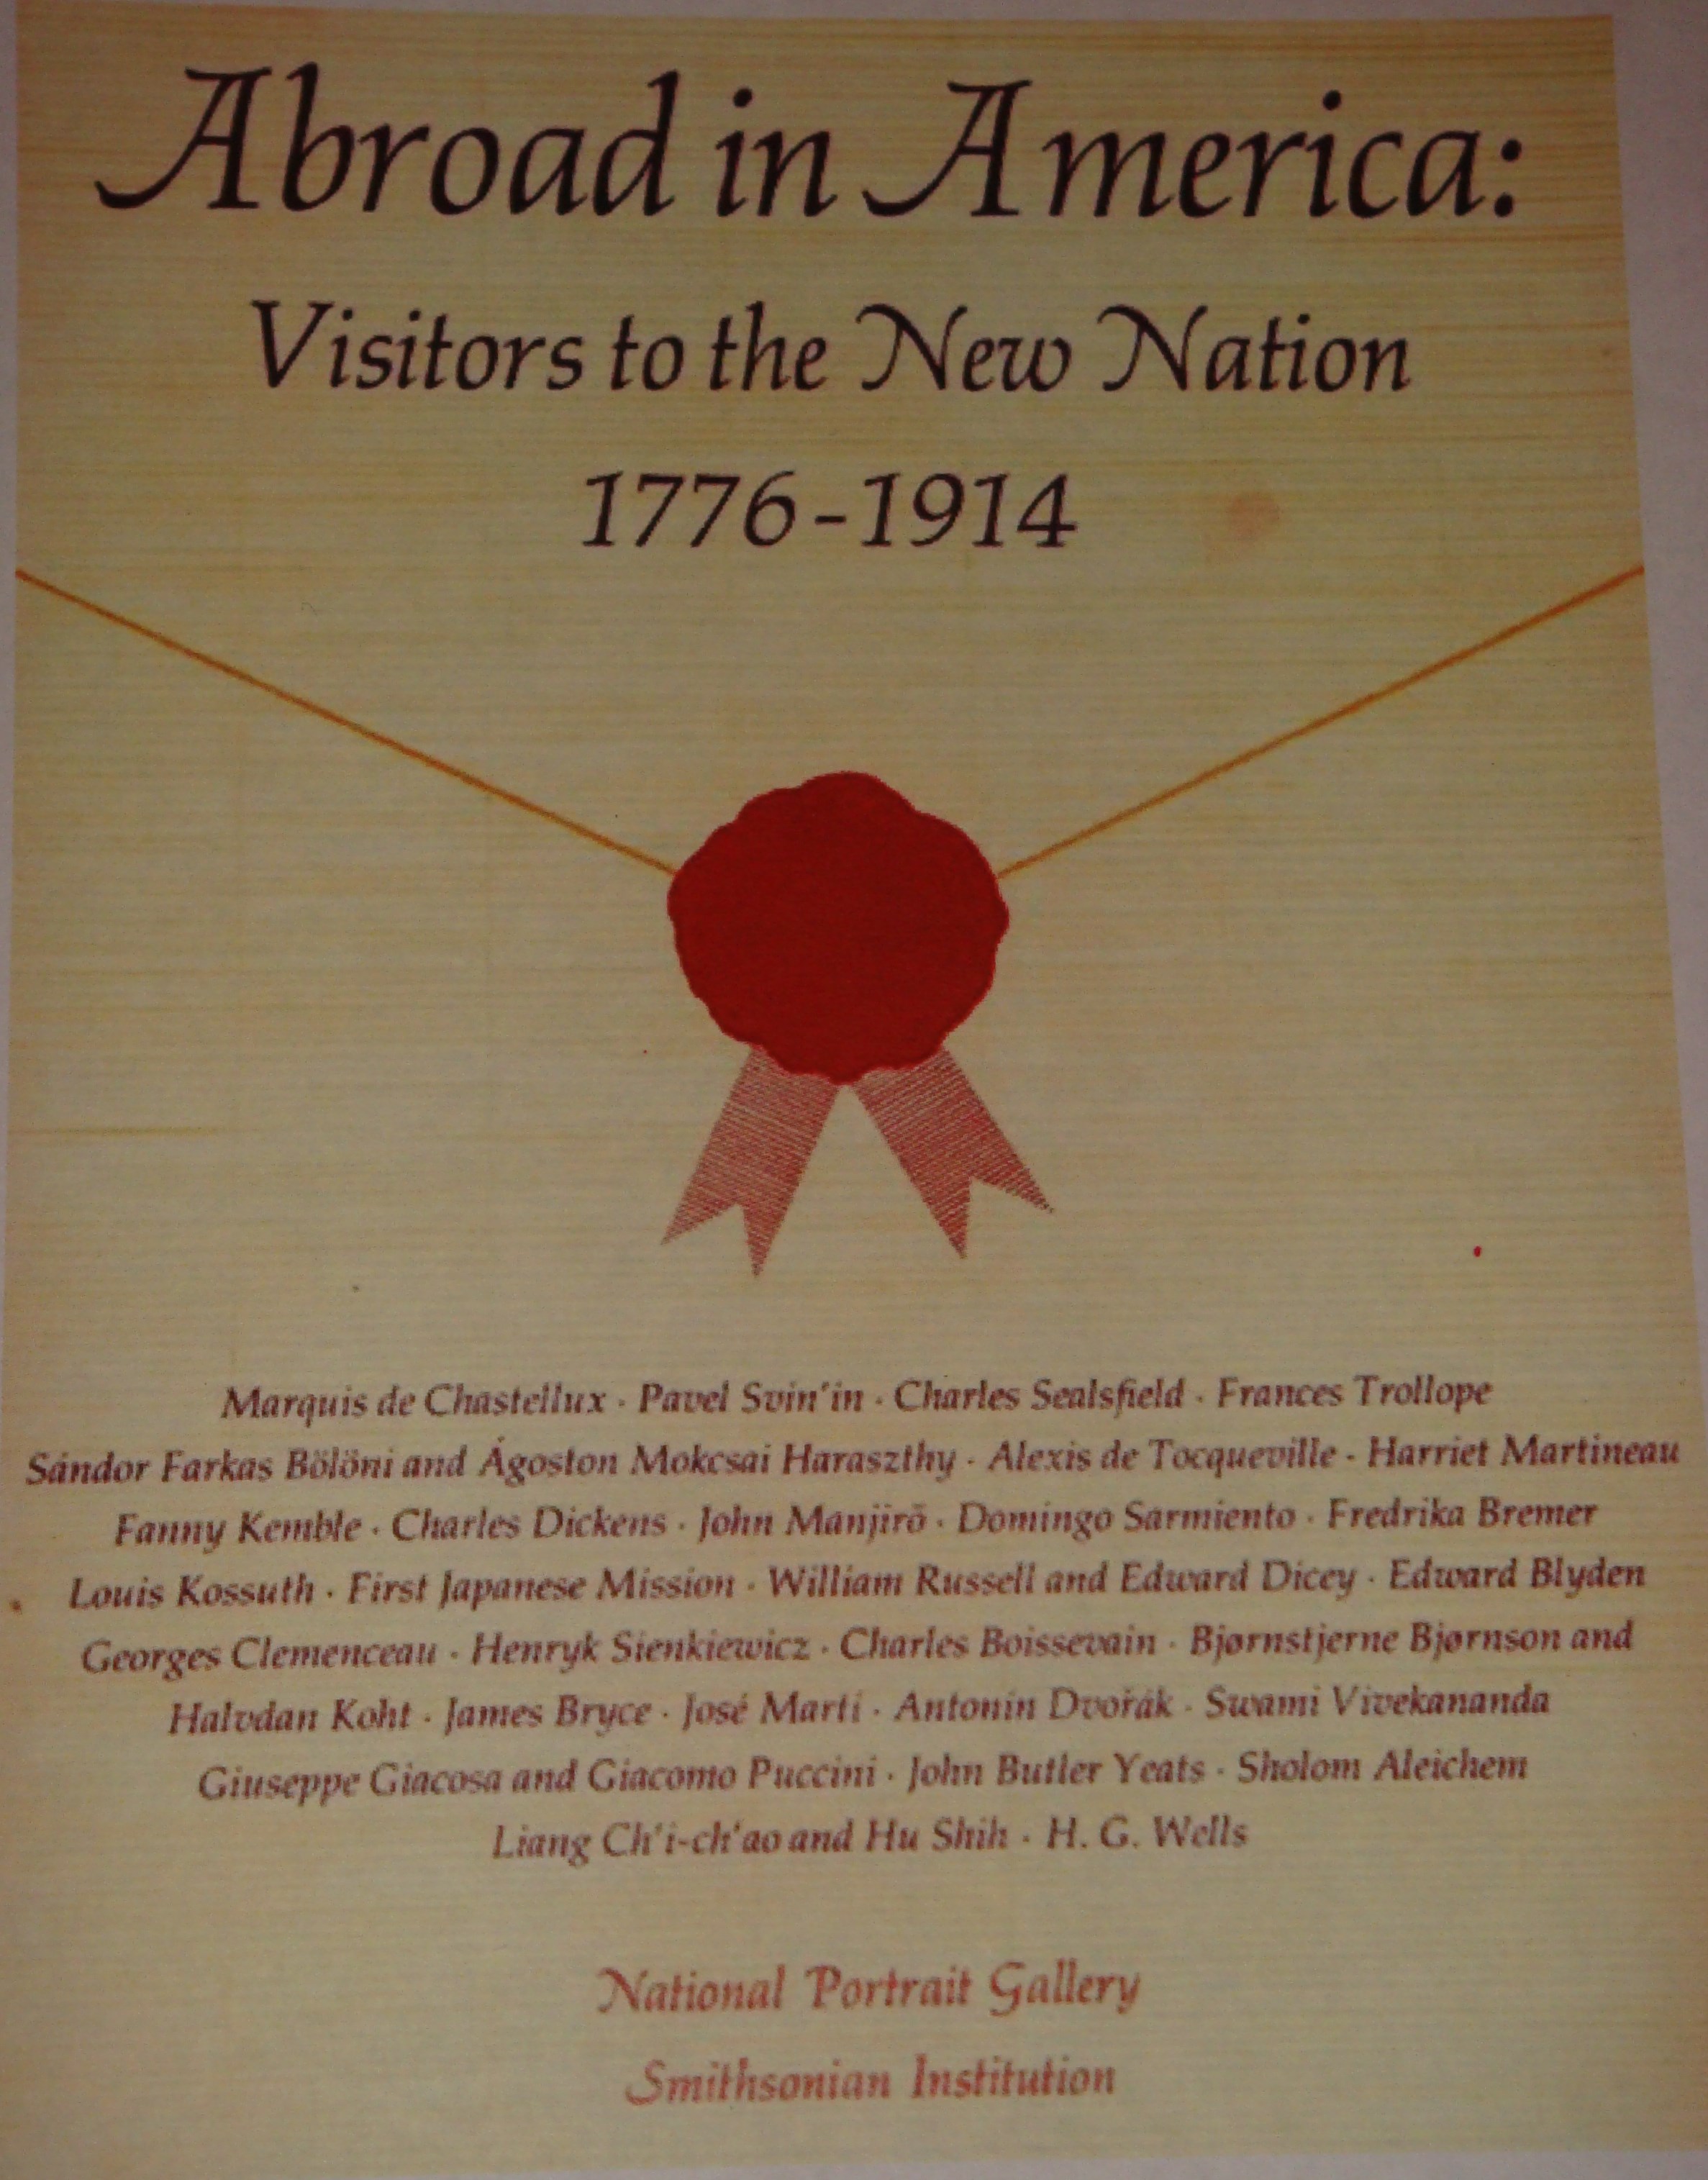 Abroad in America:
Visitors to the New Nation
1776-1914
Marquis de Chastellux · Pavel Svin'in · Charles Sealsfield · Frances Trollope
Sándor Farkas Bölöni and Ágoston Mokcsai Haraszthy · Alexis de Tocqueville · Harriet Martineau
Fanny Kemble · Charles Dickens · John Manjirō · Domingo Sarmiento · Fredrika Bremer
Louis Kossuth · First Japanese Mission · William Russell and Edward Dicey · Edward Blyden
Georges Clemenceau · Henryk Sienkiewicz · Charles Boissevain · Bjørnstjerne Bjørnson and
Halvdan Koht · James Bryce · José Martí · Antonín Dvořák · Swami Vivekananda
Giuseppe Giacosa and Giacomo Puccini · John Butler Yeats · Sholom Aleichem
Liang Ch'i-ch'ao and Hu Shih · H. G. Wells
National Portrait Gallery
Smithsonian Institution